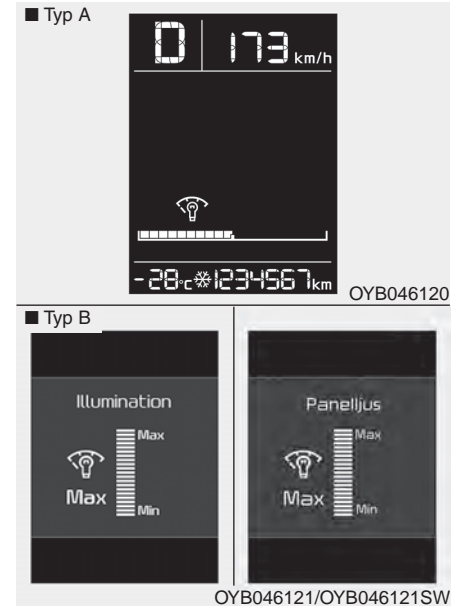 ■ Typ A
D 173 km/h
-28°c ❄1234567km
OYB046120
■ Typ B
Illumination
Max
Max
Min
Panelljus
Max
Max
Min
OYB046121/OYB046121SW